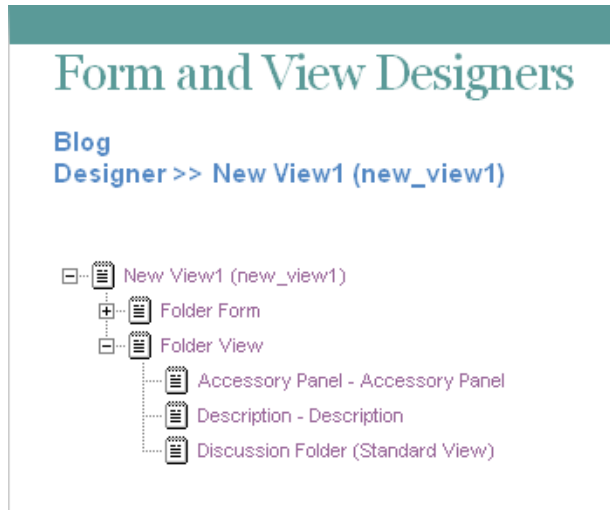 Form and View Designers
Blog
Designer >> New View1 (new_view1)
New View1 (new_view1)
Folder Form
Folder View
Accessory Panel - Accessory Panel
Description - Description
Discussion Folder (Standard View)